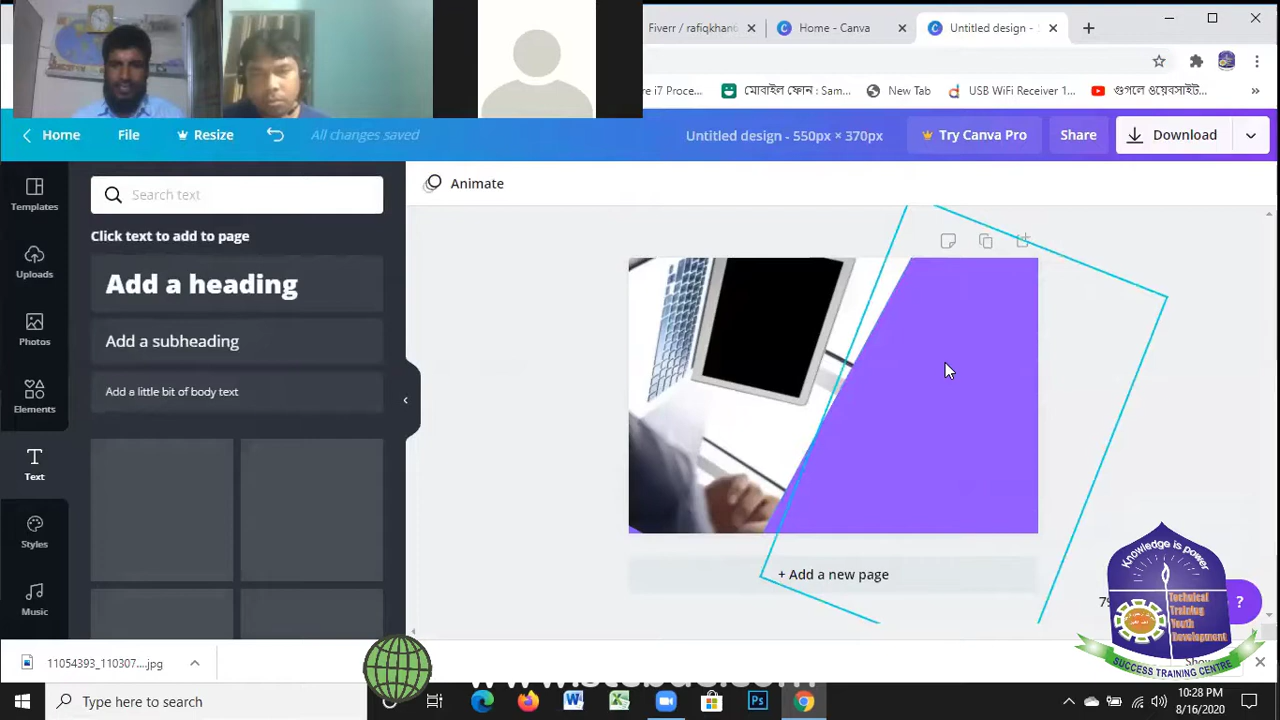 Fiverr / rafiqkhan
Home - Canva
Untitled design -
re i7 Proce...
মোবাইল ফোন : Sam...
New Tab
USB WiFi Receiver 1...
গুগলে ওয়েবসাইট...
Home
File
Resize
All changes saved
Untitled design - 550px × 370px
Try Canva Pro
Share
Download
Templates
Uploads
Photos
Elements
Text
Styles
Music
Search text
Click text to add to page
Add a heading
Add a subheading
Add a little bit of body text
Animate
+ Add a new page
?
Knowledge is power
Technical
Training
Youth
Development
SUCCESS TRAINING CENTRE
11054393_110307....jpg
Type here to search
10:28 PM
8/16/2020